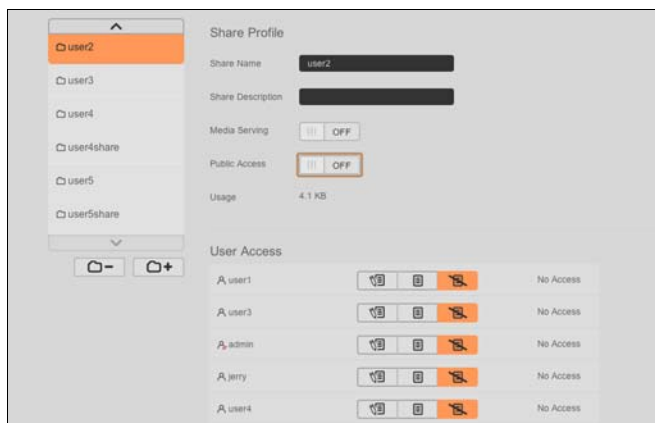 user2
user3
user4
user4share
user5
user5share
Share Profile
Share Name user2
Share Description
Media Serving OFF
Public Access OFF
Usage 4.1 KB
User Access
user1 No Access
user3 No Access
admin No Access
jerry No Access
user4 No Access